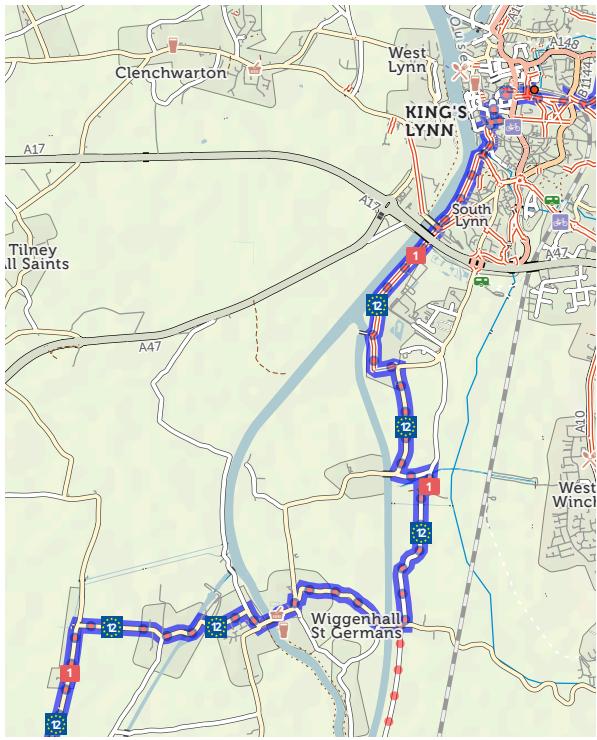 A148
West
Lynn
Ouse
Clenchwarton
B1144
KING'S
LYNN
A17
A17
South
Lynn
A47
1
Tilney
All Saints
12
A47
A10
12
1
West
Winch
12
Wiggenhall
St Germans
12
12
1
12